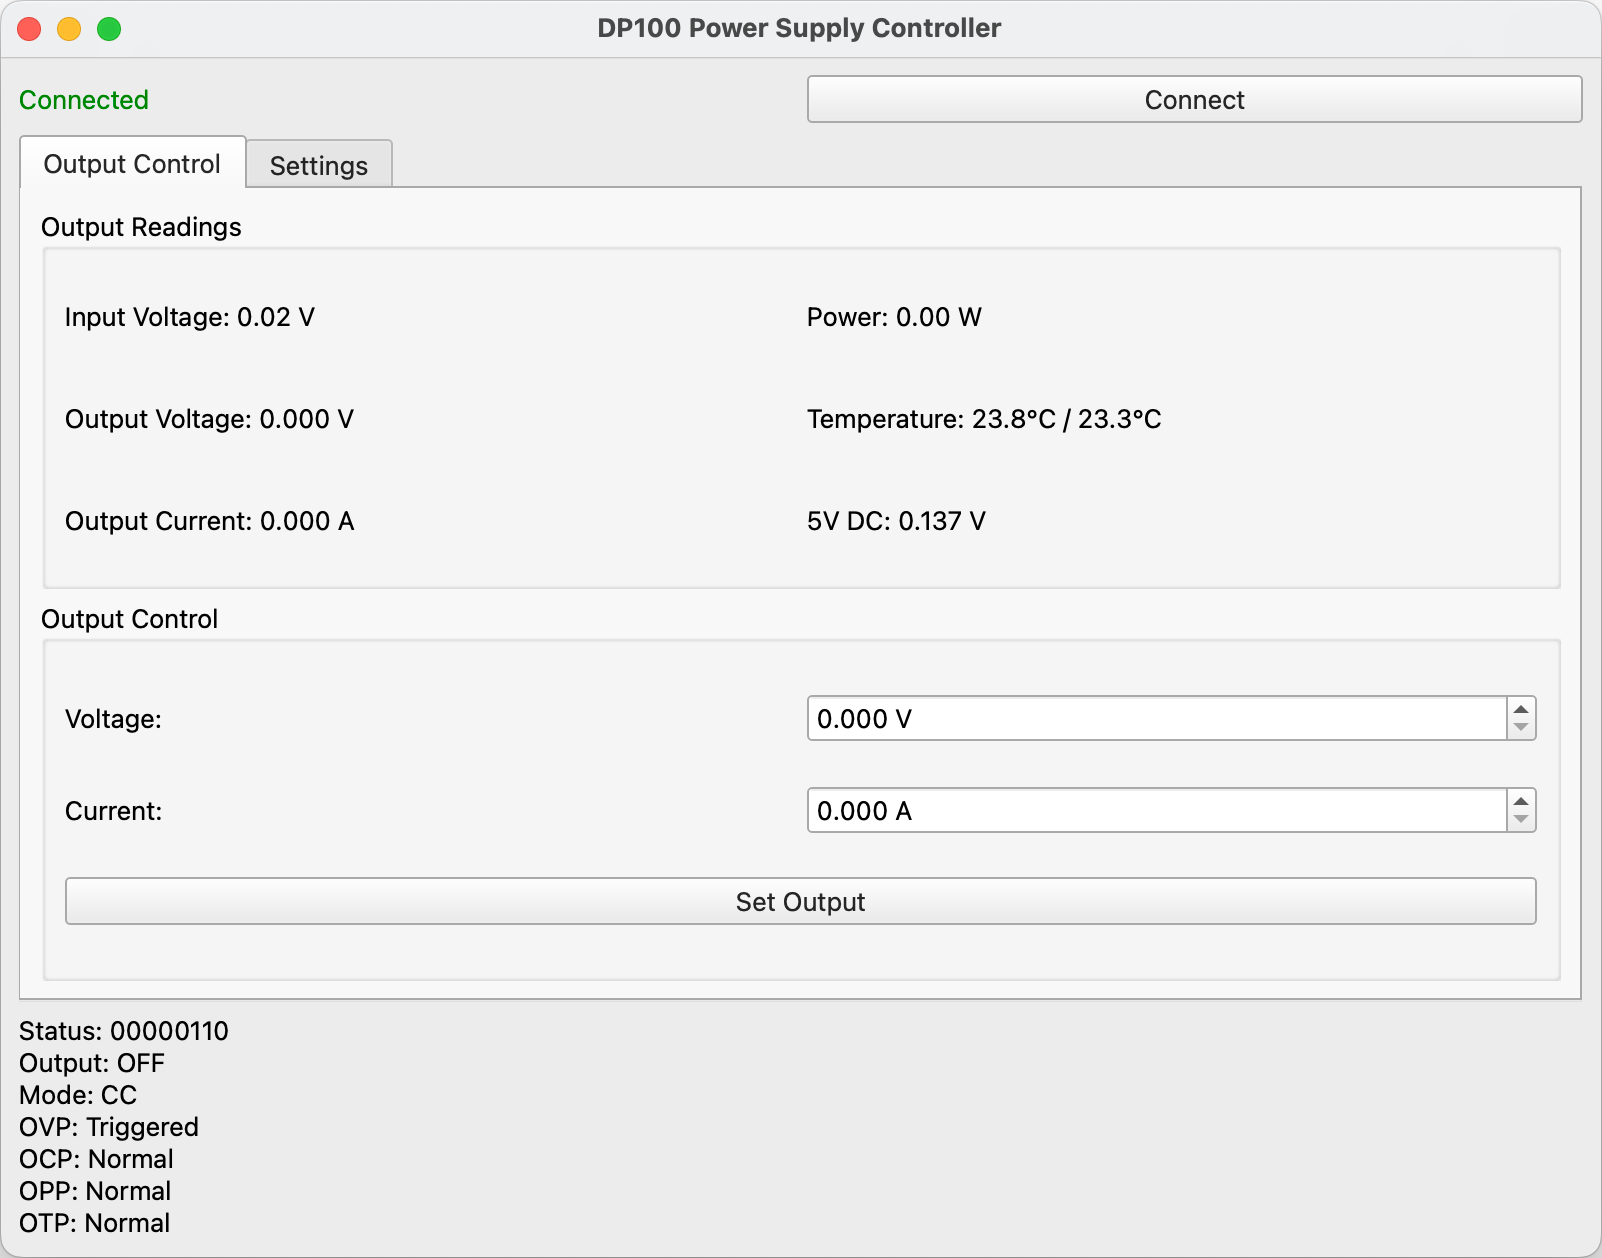 DP100 Power Supply Controller
Connected
Connect
Output Control
Settings
Output Readings
Input Voltage: 0.02 V
Power: 0.00 W
Output Voltage: 0.000 V
Temperature: 23.8°C / 23.3°C
Output Current: 0.000 A
5V DC: 0.137 V
Output Control
Voltage:
0.000 V
Current:
0.000 A
Set Output
Status: 00000110
Output: OFF
Mode: CC
OVP: Triggered
OCP: Normal
OPP: Normal
OTP: Normal